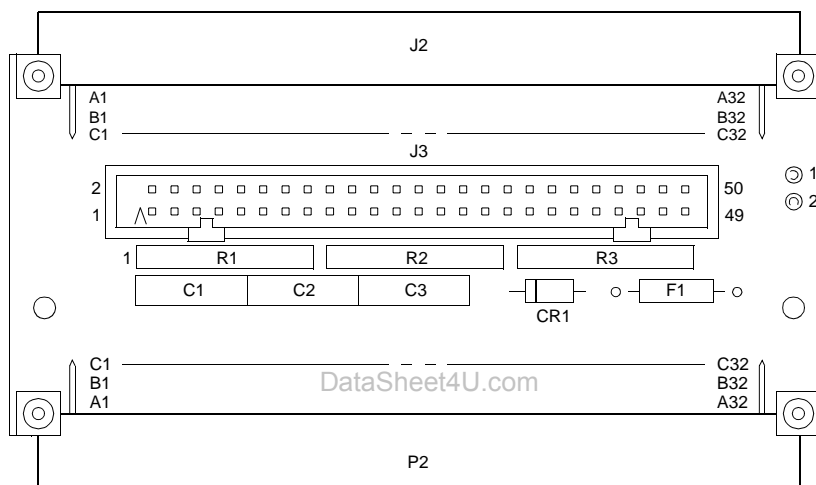 J2
A1 A32
B1 B32
C1 C32
J3
2 50
1 49
1
2
1 R1 R2 R3
C1 C2 C3 F1
CR1
C1 C32
B1 B32
A1 A32
DataSheet4U.com
P2